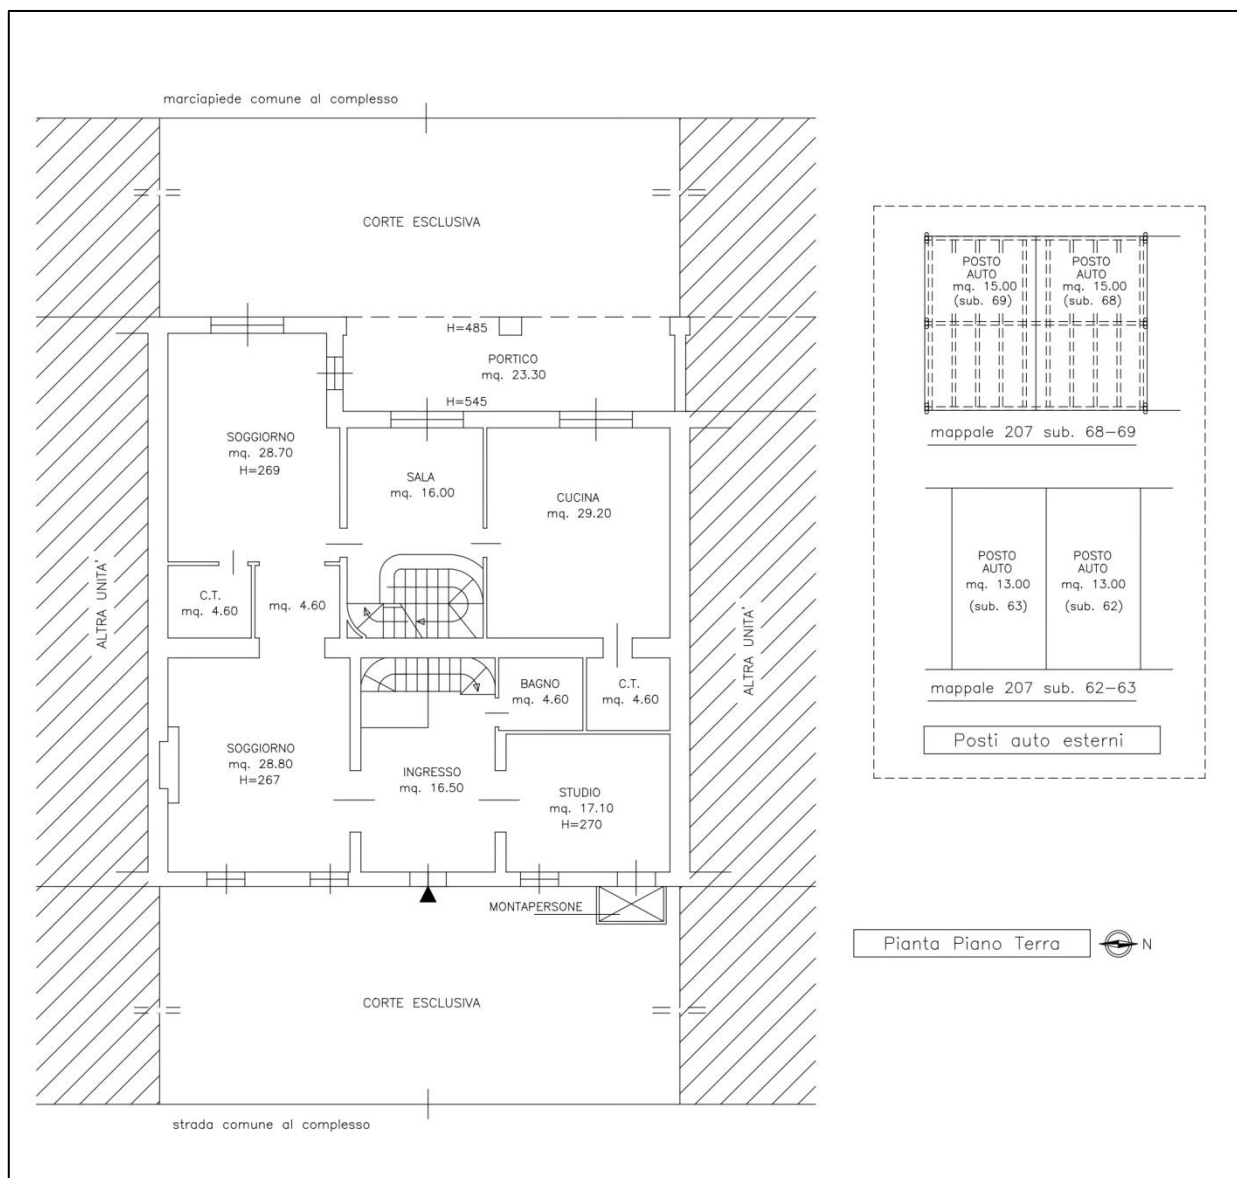 marciapiede comune al complesso
CORTE ESCLUSIVA
H=485
PORTICO
mq. 23.30
H=545
SOGGIORNO
mq. 28.70
H=269
SALA
mq. 16.00
CUCINA
mq. 29.20
C.T.
mq. 4.60
mq. 4.60
ALTRA UNITA'
ALTRA UNITA'
BAGNO
mq. 4.60
C.T.
mq. 4.60
SOGGIORNO
mq. 28.80
H=267
INGRESSO
mq. 16.50
STUDIO
mq. 17.10
H=270
MONTAPERSONE
CORTE ESCLUSIVA
strada comune al complesso
POSTO
AUTO
mq. 15.00
(sub. 69)
POSTO
AUTO
mq. 15.00
(sub. 68)
mappale 207 sub. 68-69
POSTO
AUTO
mq. 13.00
(sub. 63)
POSTO
AUTO
mq. 13.00
(sub. 62)
mappale 207 sub. 62-63
Posti auto esterni
Pianta Piano Terra
N